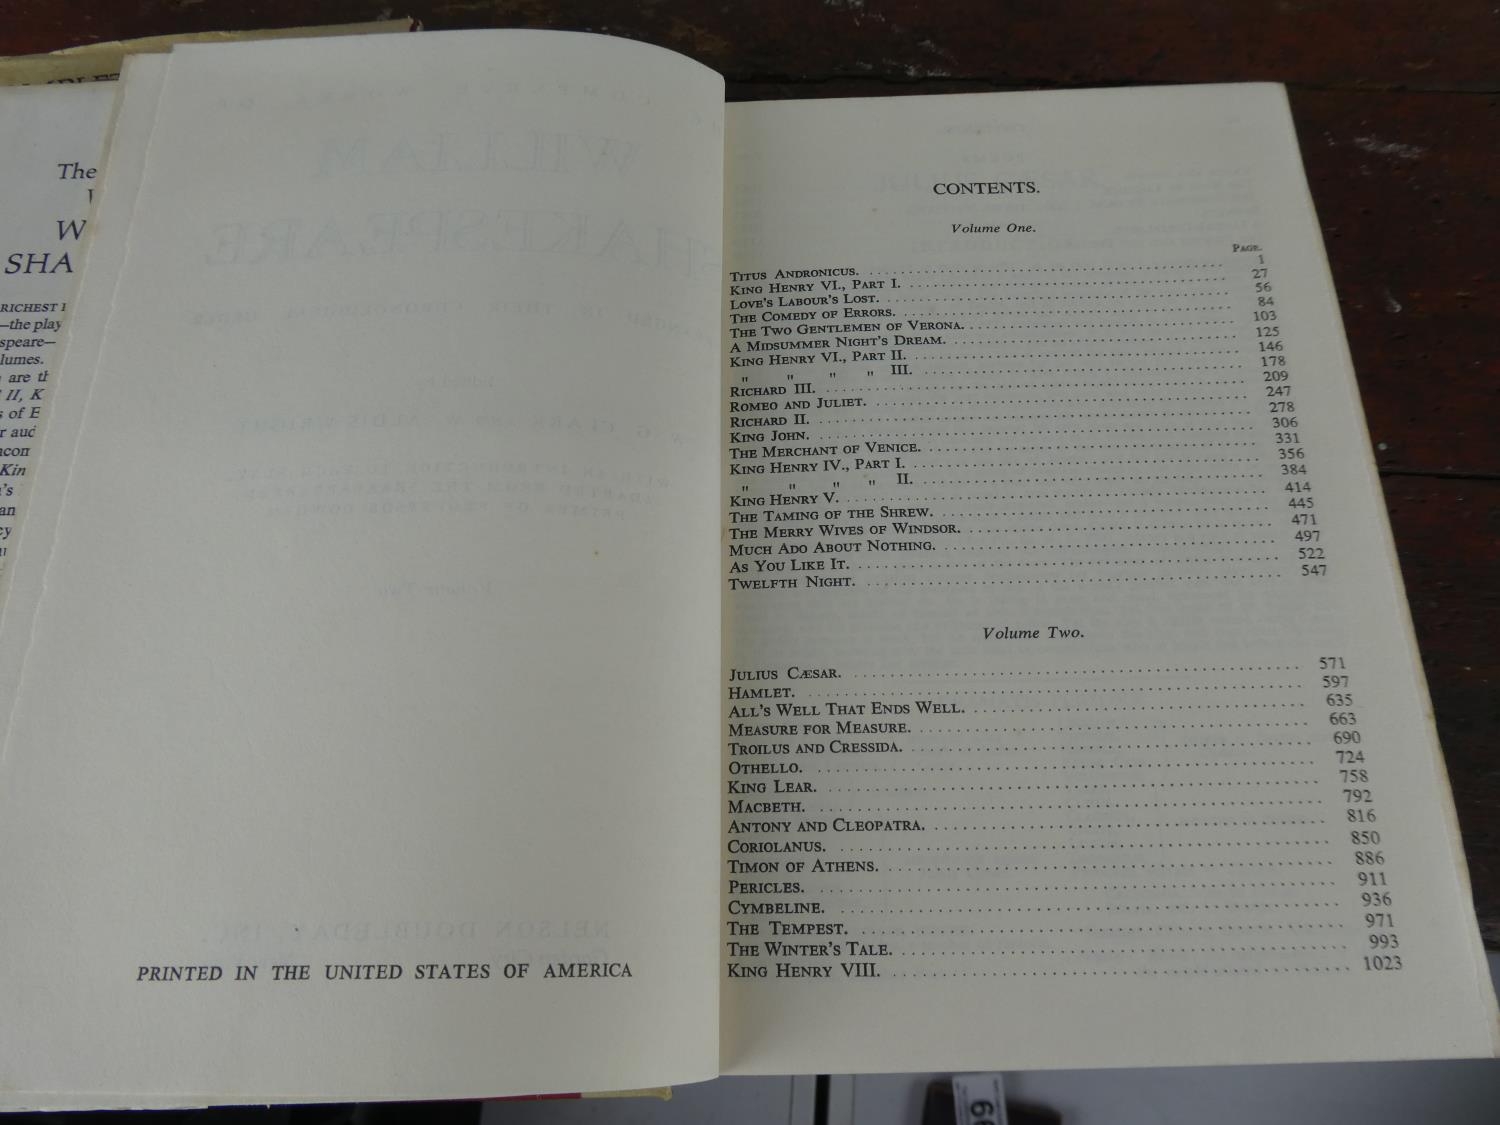 The
W
SHA
RICHEST
—the play
speare—
lumes.
are th
II, K
s of E
r aud
acom
Kin
PRINTED IN THE UNITED STATES OF AMERICA
CONTENTS.
Volume One.
PAGE.
TITUS ANDRONICUS. 1
KING HENRY VI., PART I. 27
LOVE'S LABOUR'S LOST. 56
THE COMEDY OF ERRORS. 84
THE TWO GENTLEMEN OF VERONA. 103
A MIDSUMMER NIGHT'S DREAM. 125
KING HENRY VI., PART II. 146
" " " " III. 178
RICHARD III. 209
ROMEO AND JULIET. 247
RICHARD II. 278
KING JOHN. 306
THE MERCHANT OF VENICE. 331
KING HENRY IV., PART I. 356
" " " " II. 384
KING HENRY V. 414
THE TAMING OF THE SHREW. 445
THE MERRY WIVES OF WINDSOR. 471
MUCH ADO ABOUT NOTHING. 497
AS YOU LIKE IT. 522
TWELFTH NIGHT. 547
Volume Two.
JULIUS CÆSAR. 571
HAMLET. 597
ALL'S WELL THAT ENDS WELL. 635
MEASURE FOR MEASURE. 663
TROILUS AND CRESSIDA. 690
OTHELLO. 724
KING LEAR. 758
MACBETH. 792
ANTONY AND CLEOPATRA. 816
CORIOLANUS. 850
TIMON OF ATHENS. 886
PERICLES. 911
CYMBELINE. 936
THE TEMPEST. 971
THE WINTER'S TALE. 993
KING HENRY VIII. 1023